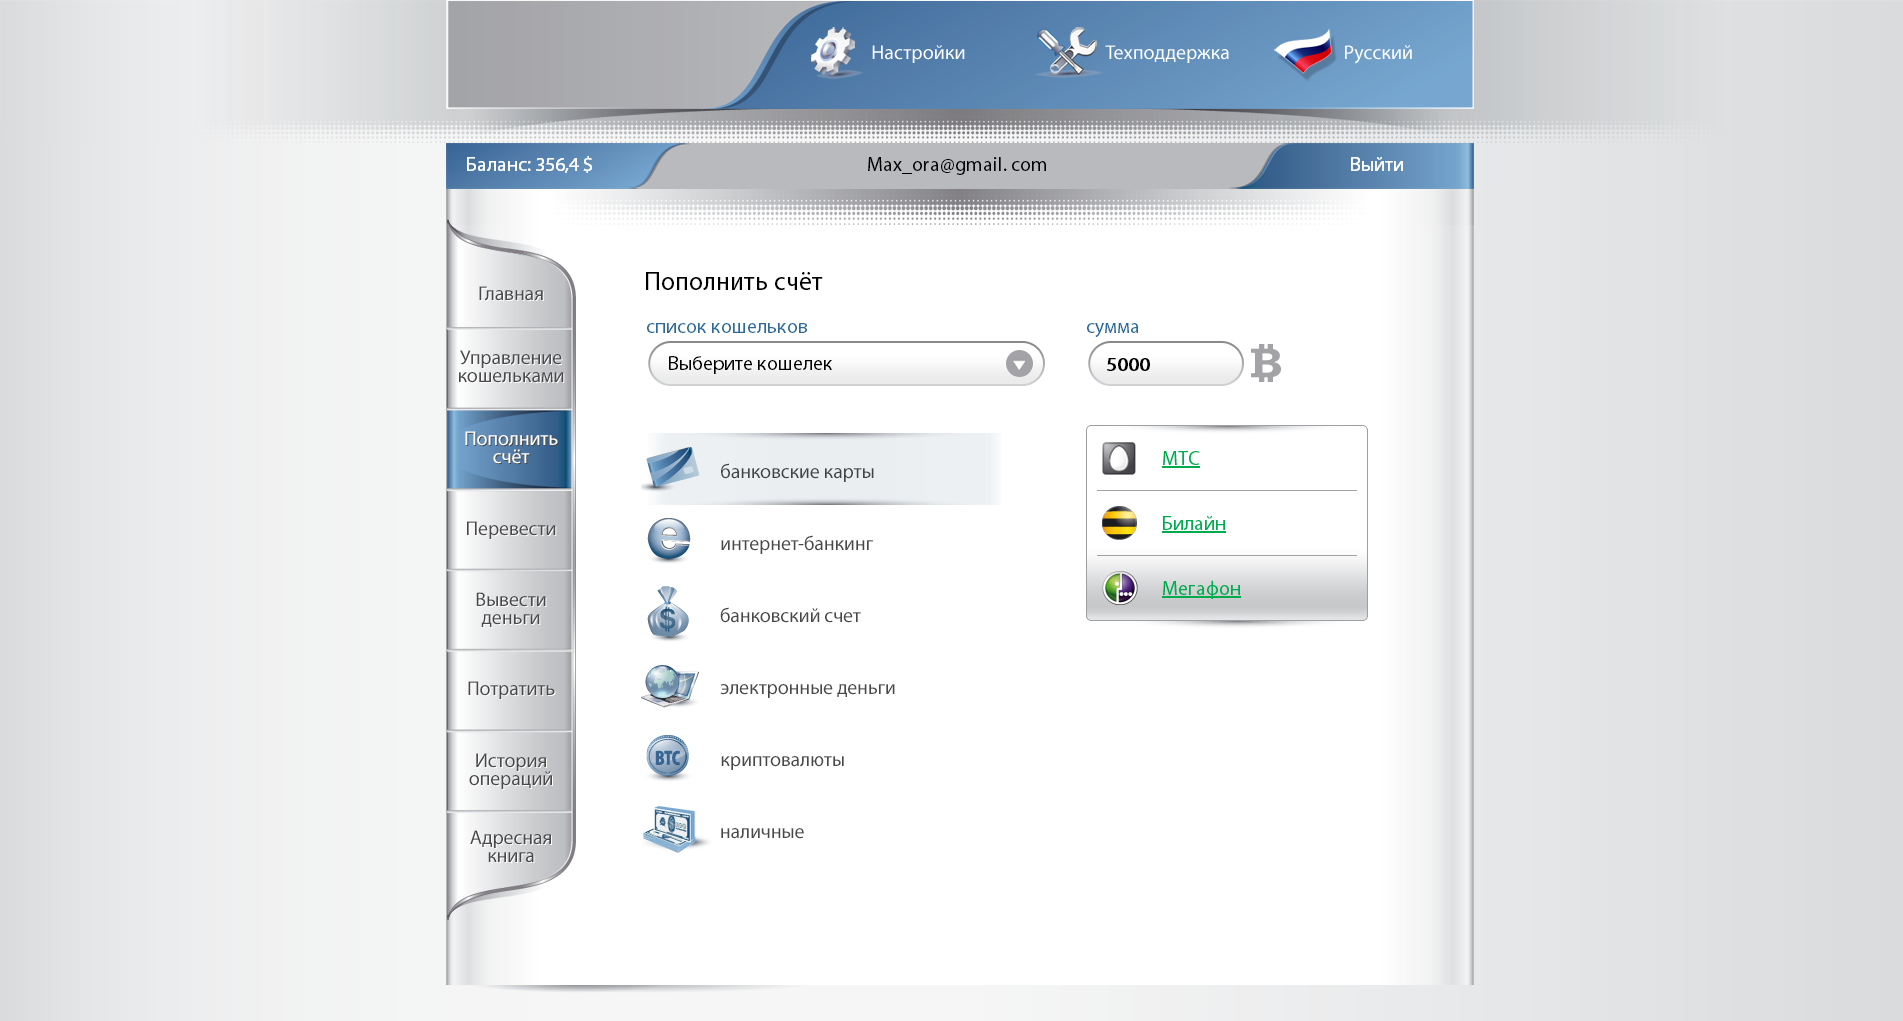 Настройки
Техподдержка
Русский
Баланс: 356,4 $
Max_ora@gmail. com
Выйти
Главная
Управление
кошельками
Пополнить
счёт
Перевести
Вывести
деньги
Потратить
История
операций
Адресная
книга
Пополнить счёт
список кошельков
сумма
Выберите кошелек
5000
банковские карты
интернет-банкинг
банковский счет
электронные деньги
BTC
криптовалюты
наличные
МТС
Билайн
Мегафон